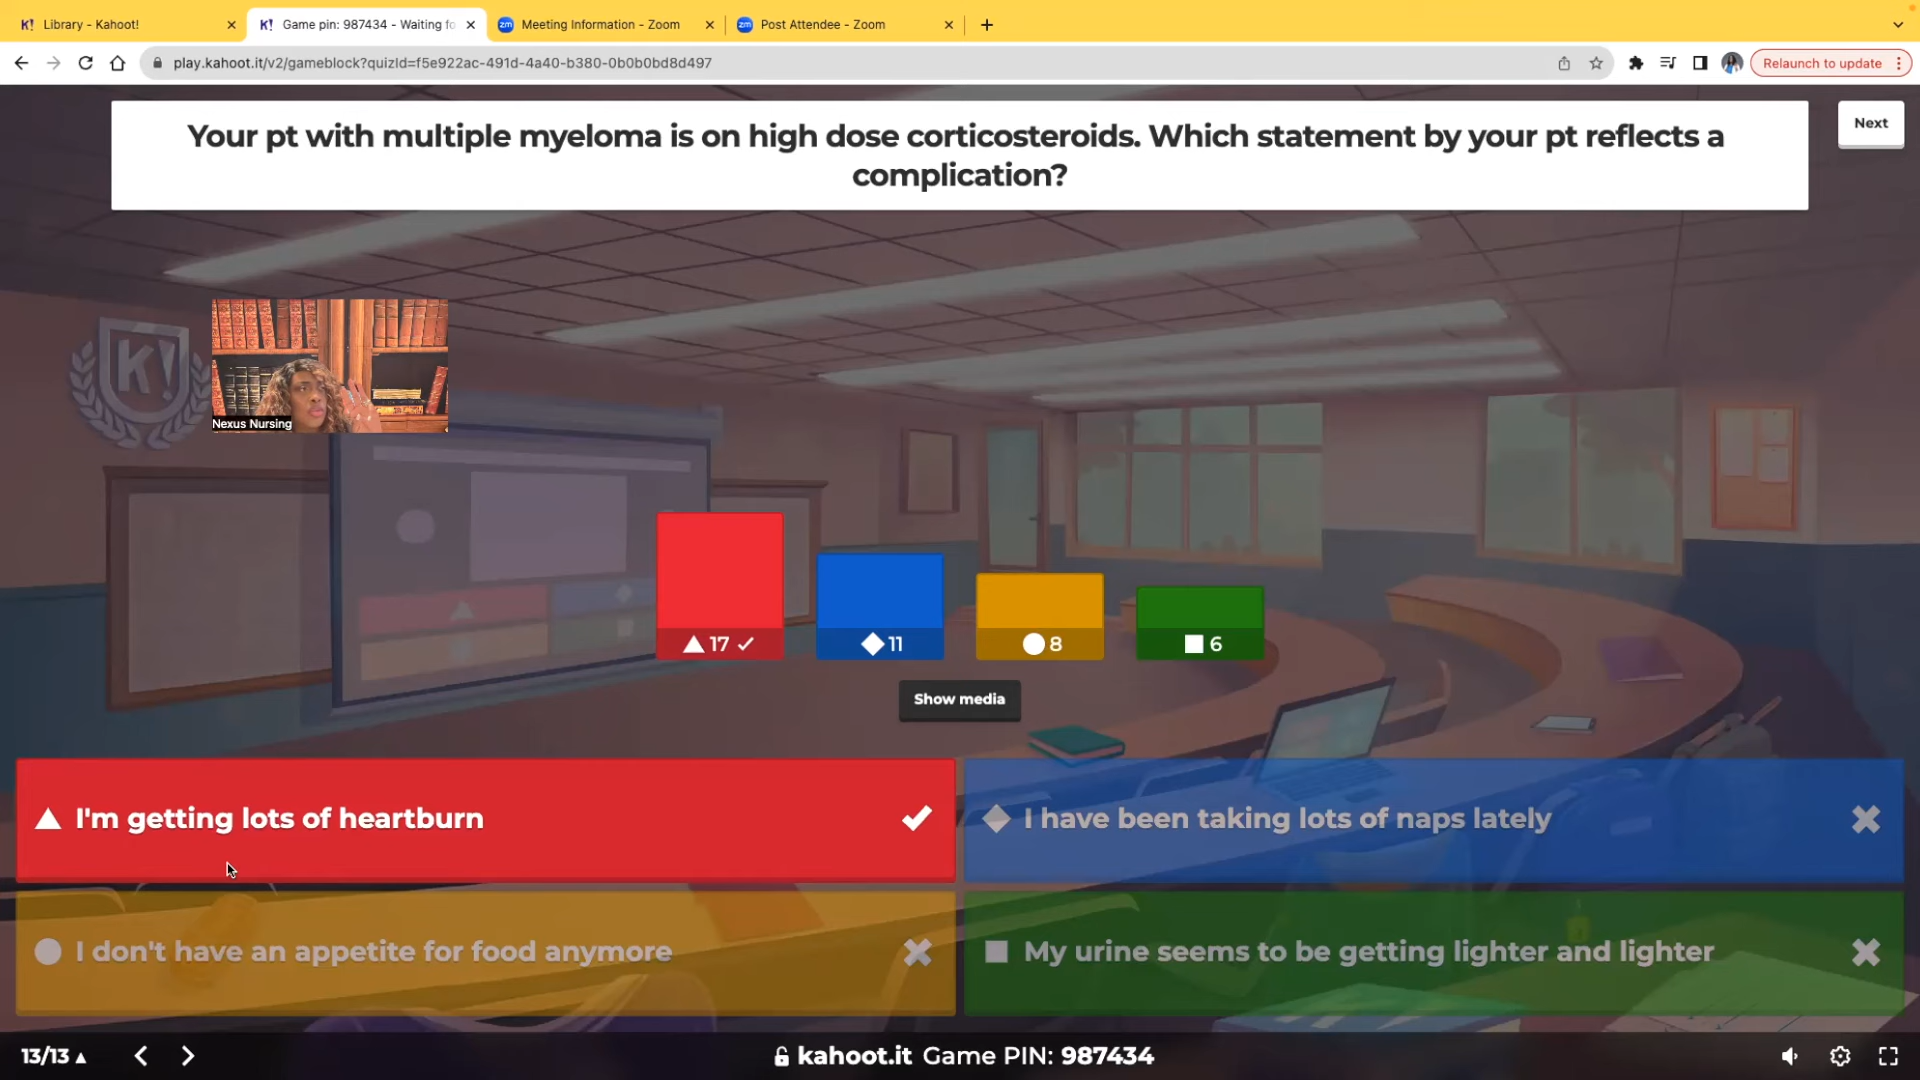 Library - Kahoot!
Game pin: 987434 - Waiting fo
Meeting Information - Zoom
Post Attendee - Zoom
play.kahoot.it/v2/gameblock?quizId=f5e922ac-491d-4a40-b380-0b0b0bd8d497
Relaunch to update
Your pt with multiple myeloma is on high dose corticosteroids. Which statement by your pt reflects a
complication?
Next
K!
Nexus Nursing
17
11
8
6
Show media
I'm getting lots of heartburn
I have been taking lots of naps lately
I don't have an appetite for food anymore
My urine seems to be getting lighter and lighter
13/13
kahoot.it Game PIN: 987434